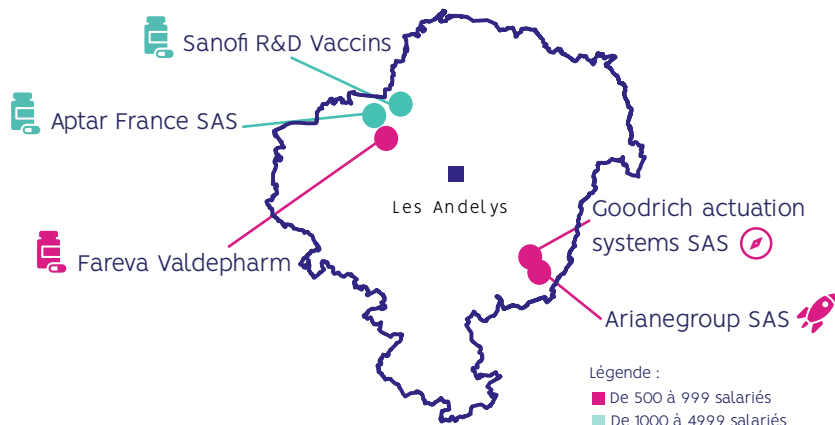 Sanofi R&D Vaccins
Aptar France SAS
Les Andelys
Goodrich actuation
systems SAS
Fareva Valdepharm
Arianegroup SAS
Légende :
De 500 à 999 salariés
De 1000 à 4999 salariés